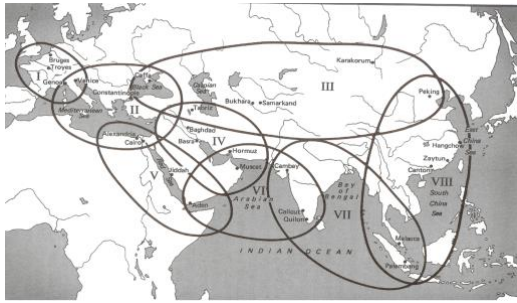 Bruges
Troyes
I
Genoa
Venice
Constantinople
Black Sea
Caspian
Sea
Mediterranean
Sea
II
Tabriz
Bukhara
Samarkand
Karakorum
III
Peking
Baghdad
Basra
IV
Alexandria
Cairo
Hormuz
Muscat
V
Jiddah
Aden
VI
Arabian
Sea
Cambay
Calicut
Quilon
Bay
of
Bengal
VII
East
China
Sea
Hangchow
Zaytun
Canton
VIII
South
China
Sea
Malacca
Palembang
INDIAN OCEAN